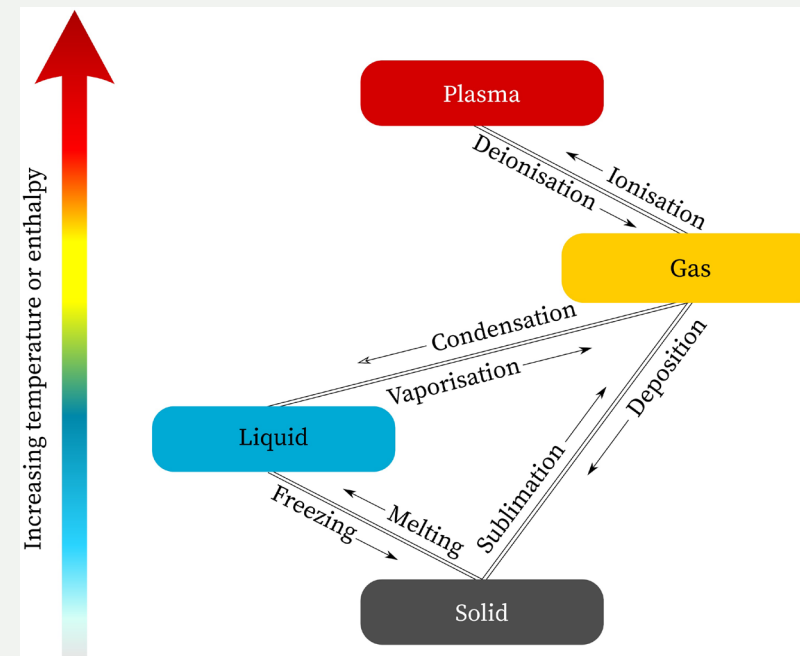 Plasma
Deionisation
Ionisation
Gas
Condensation
Vaporisation
Deposition
Liquid
Sublimation
Freezing
Melting
Solid
Increasing temperature or enthalpy